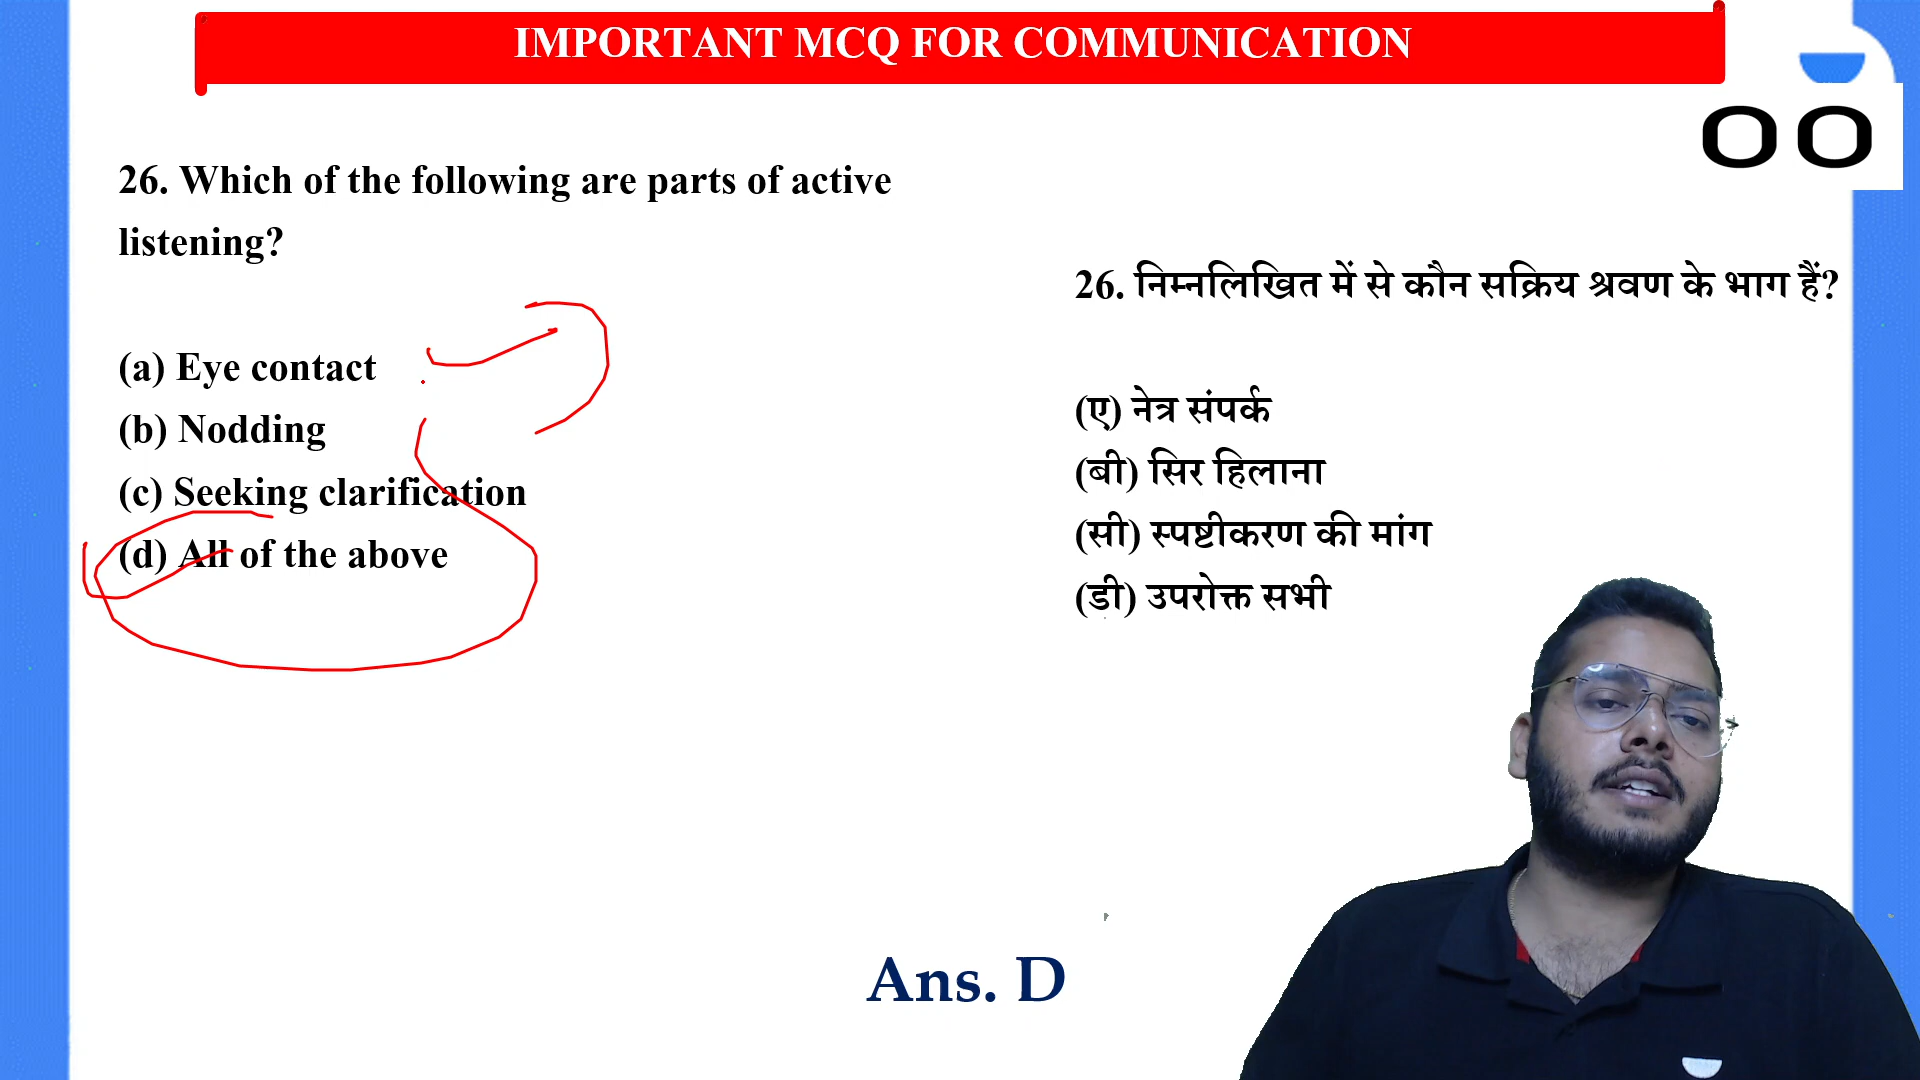 IMPORTANT MCQ FOR COMMUNICATION
26. Which of the following are parts of active
listening?
(a) Eye contact
(b) Nodding
(c) Seeking clarification
(d) All of the above
26. निम्नलिखित में से कौन सक्रिय श्रवण के भाग हैं?
(ए) नेत्र संपर्क
(बी) सिर हिलाना
(सी) स्पष्टीकरण की मांग
(डी) उपरोक्त सभी
Ans. D